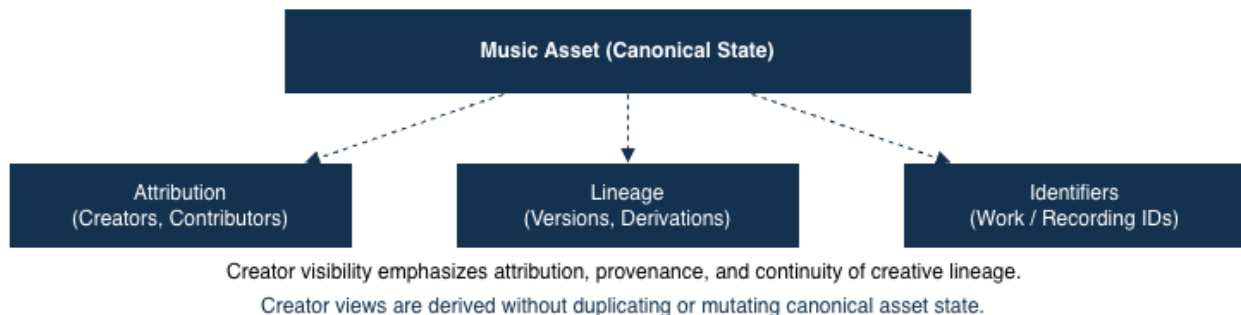 Music Asset (Canonical State)
Attribution
(Creators, Contributors)
Lineage
(Versions, Derivations)
Identifiers
(Work / Recording IDs)
Creator visibility emphasizes attribution, provenance, and continuity of creative lineage.
Creator views are derived without duplicating or mutating canonical asset state.